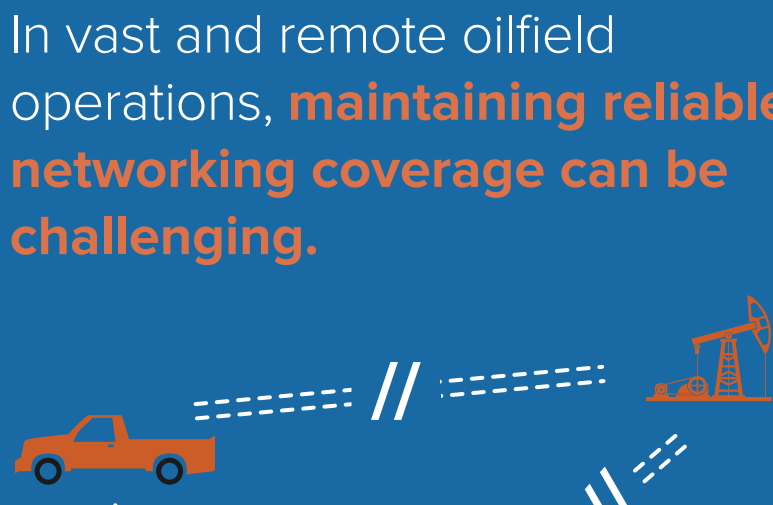 In vast and remote oilfield
operations, maintaining reliable
networking coverage can be
challenging.